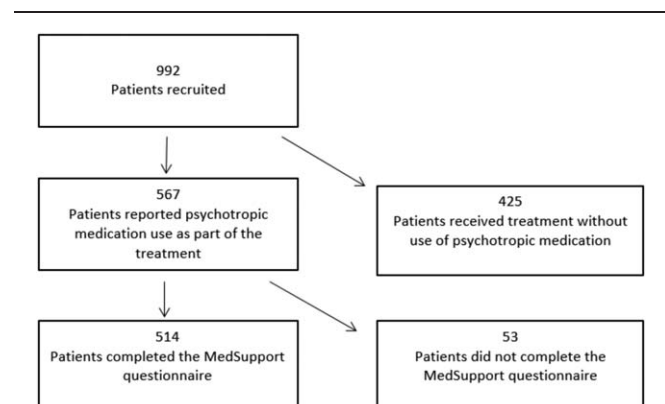 992
Patients recruited
567
Patients reported psychotropic
medication use as part of the
treatment
425
Patients received treatment without
use of psychotropic medication
514
Patients completed the MedSupport
questionnaire
53
Patients did not complete the
MedSupport questionnaire